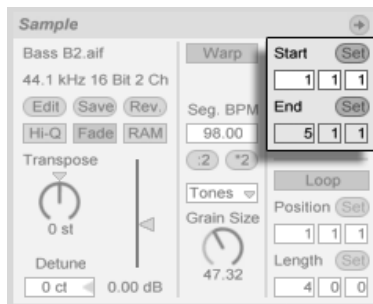 Sample
Bass B2.aif
44.1 kHz 16 Bit 2 Ch
Edit Save Rev.
Hi-Q Fade RAM
Transpose
0 st
Detune
0 ct 0.00 dB
Warp
Seg. BPM
98.00
:2 *2
Tones
Grain Size
47.32
Start Set
1 1 1
End Set
5 1 1
Loop
Position Set
1 1 1
Length Set
4 0 0